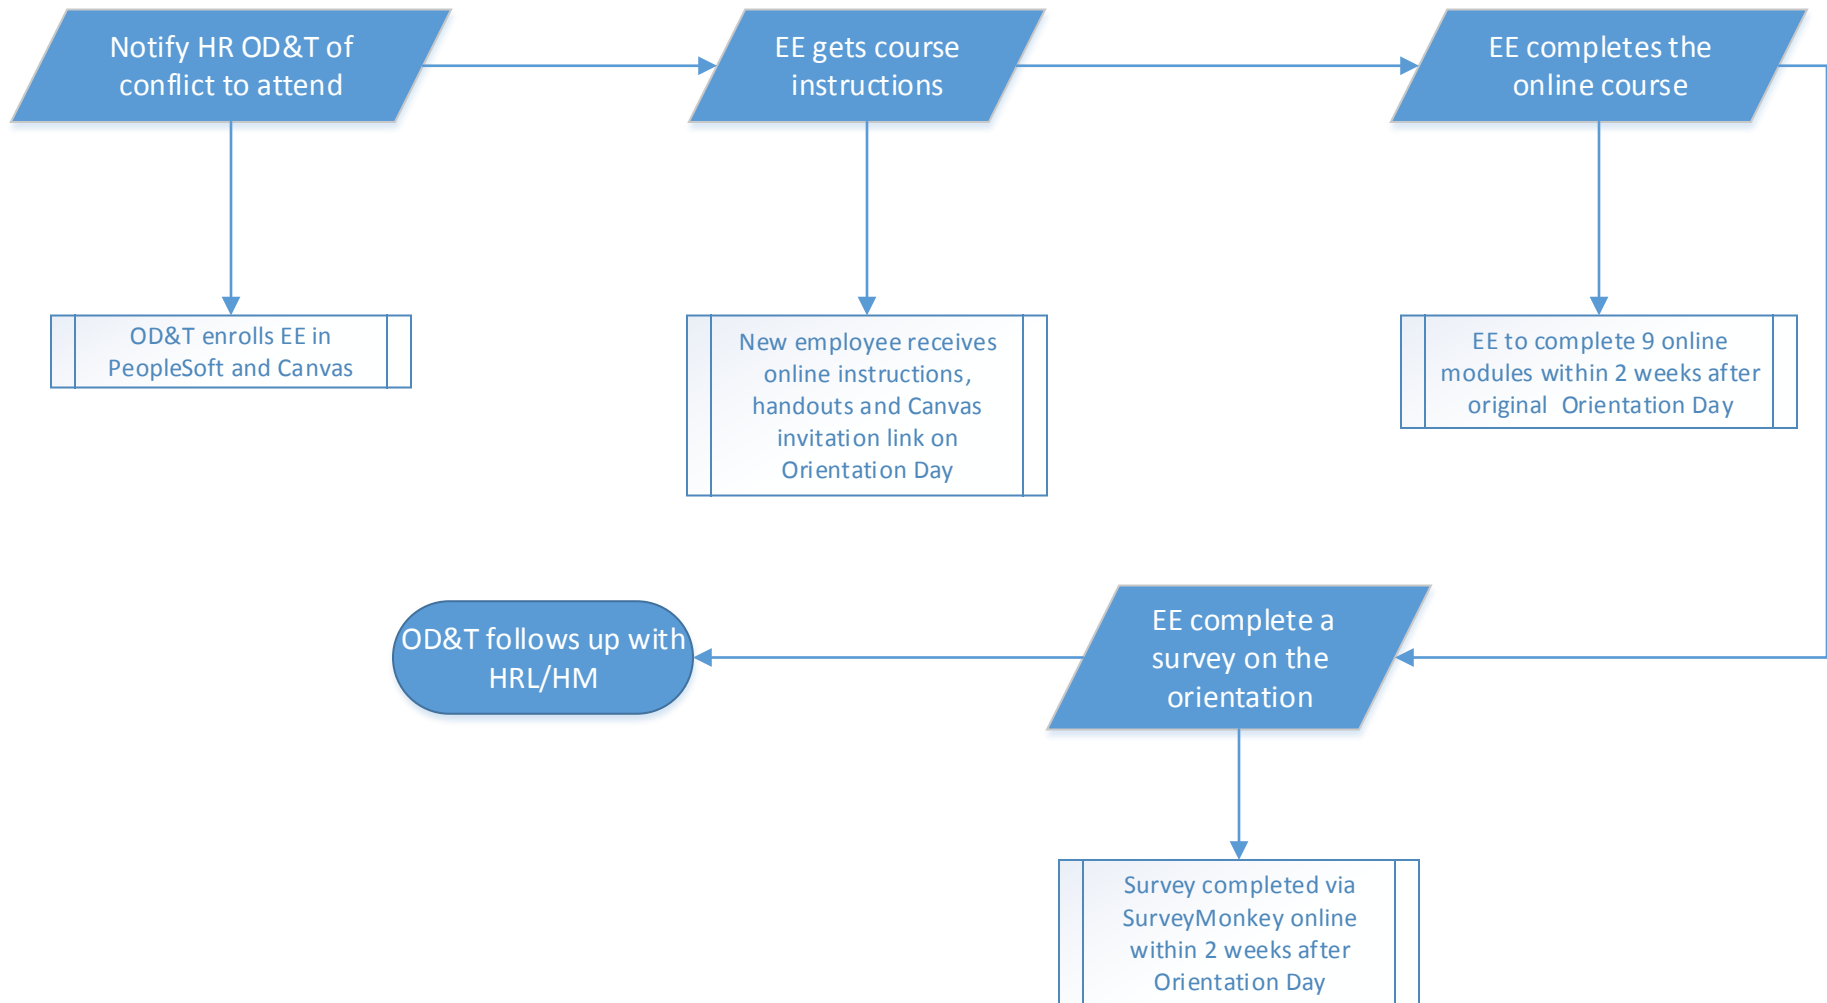 Notify HR OD&T of
conflict to attend
EE gets course
instructions
EE completes the
online course
OD&T enrolls EE in
PeopleSoft and Canvas
New employee receives
online instructions,
handouts and Canvas
invitation link on
Orientation Day
EE to complete 9 online
modules within 2 weeks after
original Orientation Day
OD&T follows up with
HRL/HM
EE complete a
survey on the
orientation
Survey completed via
SurveyMonkey online
within 2 weeks after
Orientation Day